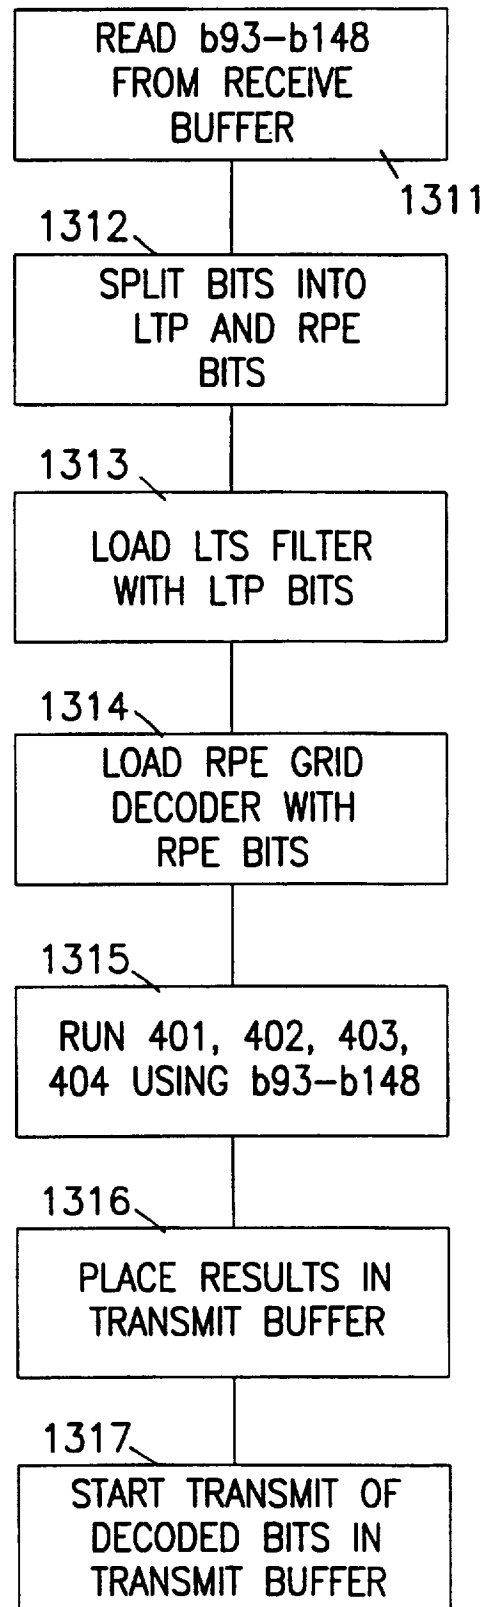 READ b93-b148
FROM RECEIVE
BUFFER
1311
1312
SPLIT BITS INTO
LTP AND RPE
BITS
1313
LOAD LTS FILTER
WITH LTP BITS
1314
LOAD RPE GRID
DECODER WITH
RPE BITS
1315
RUN 401, 402, 403,
404 USING b93-b148
1316
PLACE RESULTS IN
TRANSMIT BUFFER
1317
START TRANSMIT OF
DECODED BITS IN
TRANSMIT BUFFER